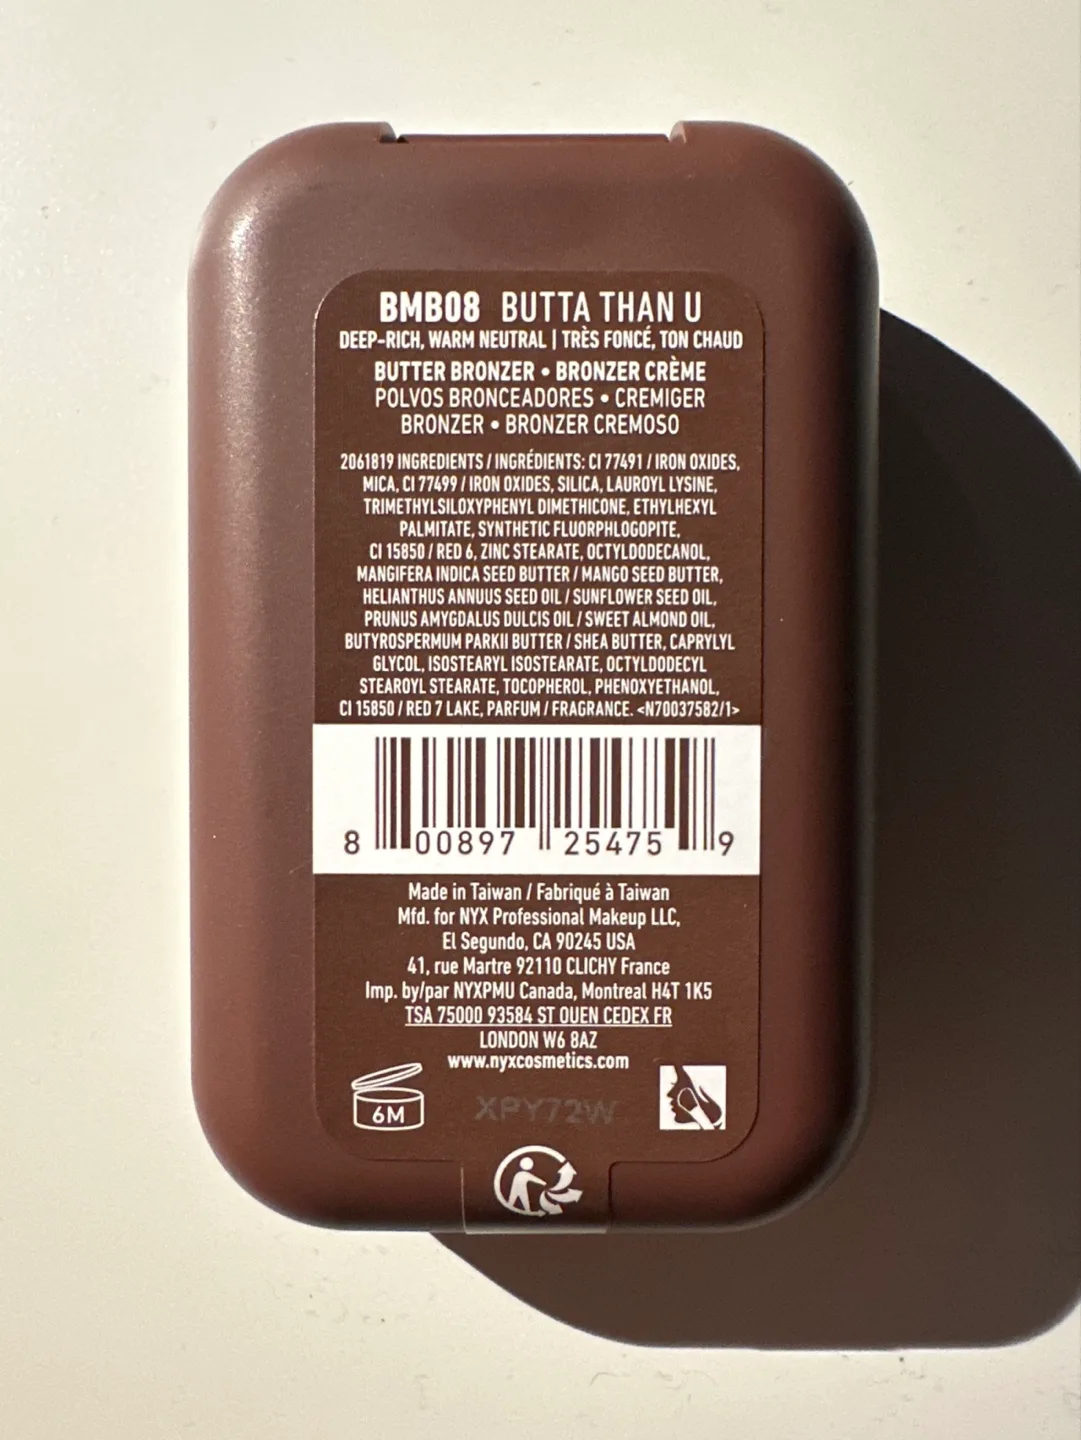 BMB08 BUTTA THAN U
DEEP-RICH, WARM NEUTRAL | TRÈS FONCÉ, TON CHAUD
BUTTER BRONZER • BRONZER CRÈME
POLVOS BRONCEADORES • CREMIGER
BRONZER • BRONZER CREMOSO
2061819 INGREDIENTS / INGRÉDIENTS: CI 77491 / IRON OXIDES,
MICA, CI 77499 / IRON OXIDES, SILICA, LAUROYL LYSINE,
TRIMETHYLSILOXYPHENYL DIMETHICONE, ETHYLHEXYL
PALMITATE, SYNTHETIC FLUORPHLOGOPITE,
CI 15850 / RED 6, ZINC STEARATE, OCTYLDODECANOL,
MANGIFERA INDICA SEED BUTTER / MANGO SEED BUTTER,
HELIANTHUS ANNUUS SEED OIL / SUNFLOWER SEED OIL,
PRUNUS AMYGDALUS DULCIS OIL / SWEET ALMOND OIL,
BUTYROSPERMUM PARKII BUTTER / SHEA BUTTER, CAPRYLYL
GLYCOL, ISOSTEARYL ISOSTEARATE, OCTYLDODECYL
STEAROYL STEARATE, TOCOPHEROL, PHENOXYETHANOL,
CI 15850 / RED 7 LAKE, PARFUM / FRAGRANCE. <N70037582/1>
8 00897 25475 9
Made in Taiwan / Fabriqué à Taiwan
Mfd. for NYX Professional Makeup LLC,
El Segundo, CA 90245 USA
41, rue Martre 92110 CLICHY France
Imp. by/par NYXPMU Canada, Montreal H4T 1K5
TSA 75000 93584 ST OUEN CEDEX FR
LONDON W6 8AZ
www.nyxcosmetics.com
6M XPY72W